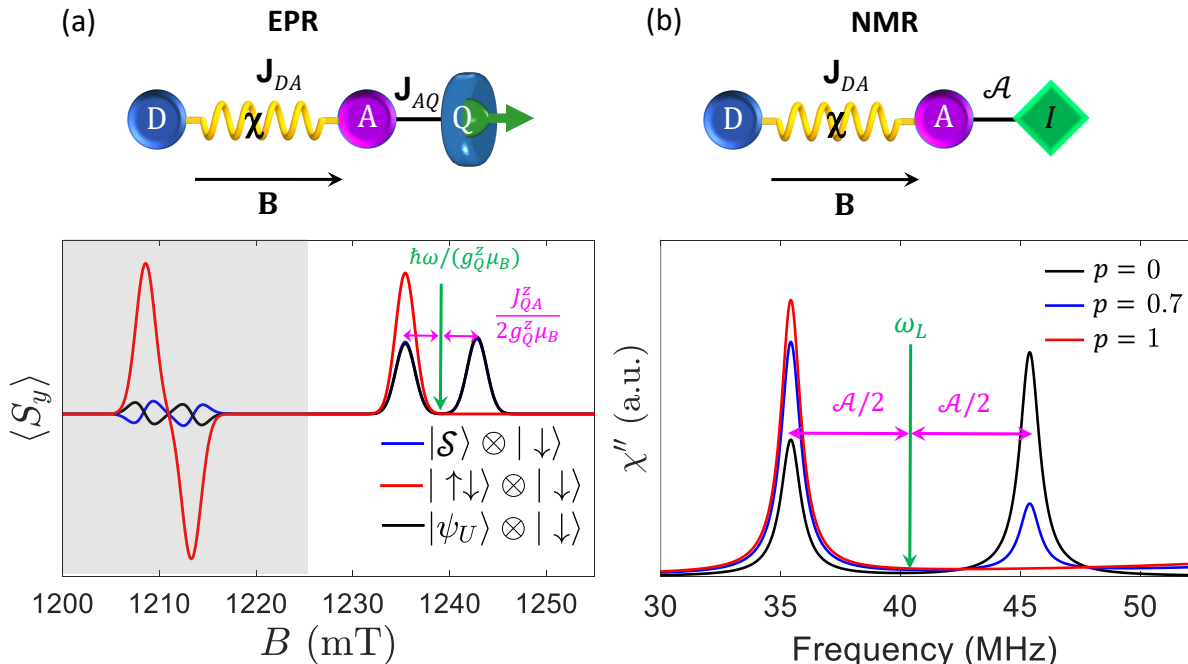 (a) EPR
J_DA
J_AQ
D χ A Q
B
ħω/(g_Q^z μ_B)
J_QA^z
2g_Q^z μ_B
|𝒮⟩ ⊗ | ↓⟩
| ↑↓⟩ ⊗ | ↓⟩
|ψ_U⟩ ⊗ | ↓⟩
⟨S_y⟩
1200 1210 1220 1230 1240 1250
B (mT)
(b) NMR
J_DA
𝒜
D χ A I
B
p = 0
p = 0.7
p = 1
ω_L
𝒜/2 𝒜/2
χ″ (a.u.)
30 35 40 45 50
Frequency (MHz)